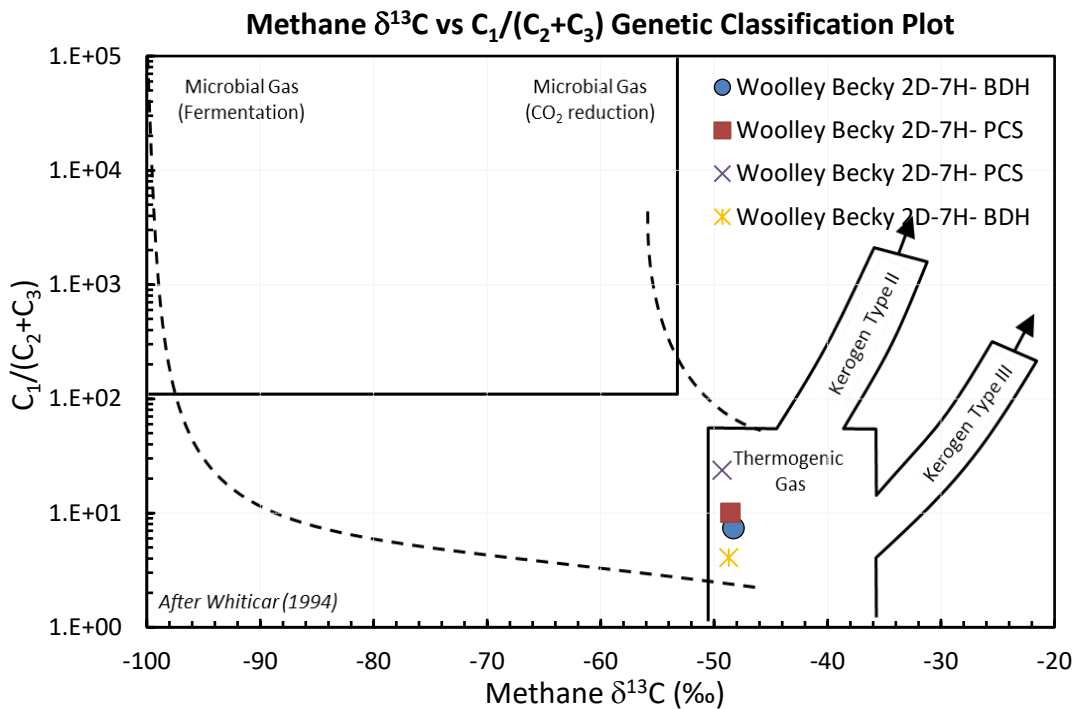 Methane δ¹³C vs C₁/(C₂+C₃) Genetic Classification Plot
1.E+05
1.E+04
1.E+03
1.E+02
1.E+01
1.E+00
C₁/(C₂+C₃)
Microbial Gas
(Fermentation)
Microbial Gas
(CO₂ reduction)
Woolley Becky 2D-7H- BDH
Woolley Becky 2D-7H- PCS
Woolley Becky 2D-7H- PCS
Woolley Becky 2D-7H- BDH
Kerogen Type II
Kerogen Type III
Thermogenic
Gas
After Whiticar (1994)
-100 -90 -80 -70 -60 -50 -40 -30 -20
Methane δ¹³C (‰)